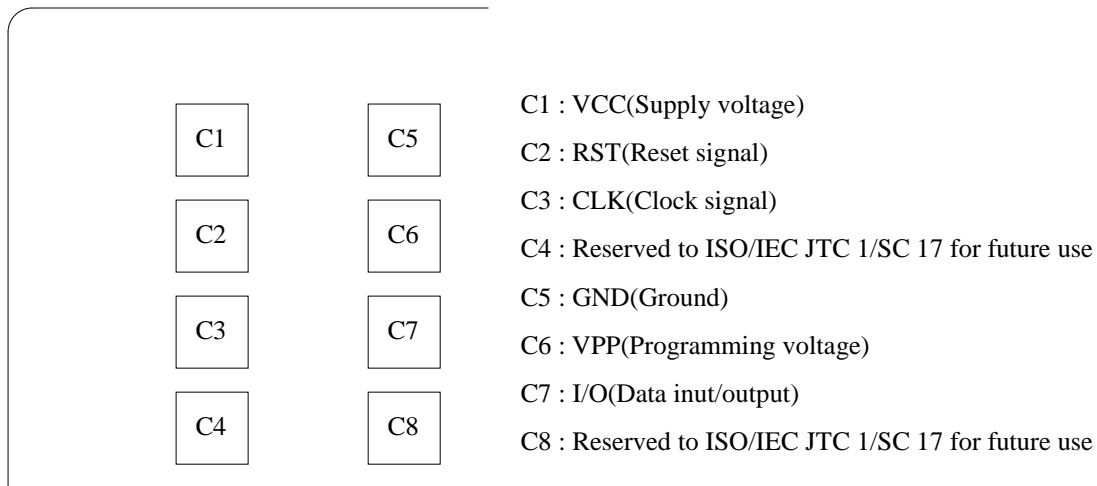 C1
C5
C2
C6
C3
C7
C4
C8
C1 : VCC(Supply voltage)
C2 : RST(Reset signal)
C3 : CLK(Clock signal)
C4 : Reserved to ISO/IEC JTC 1/SC 17 for future use
C5 : GND(Ground)
C6 : VPP(Programming voltage)
C7 : I/O(Data inut/output)
C8 : Reserved to ISO/IEC JTC 1/SC 17 for future use